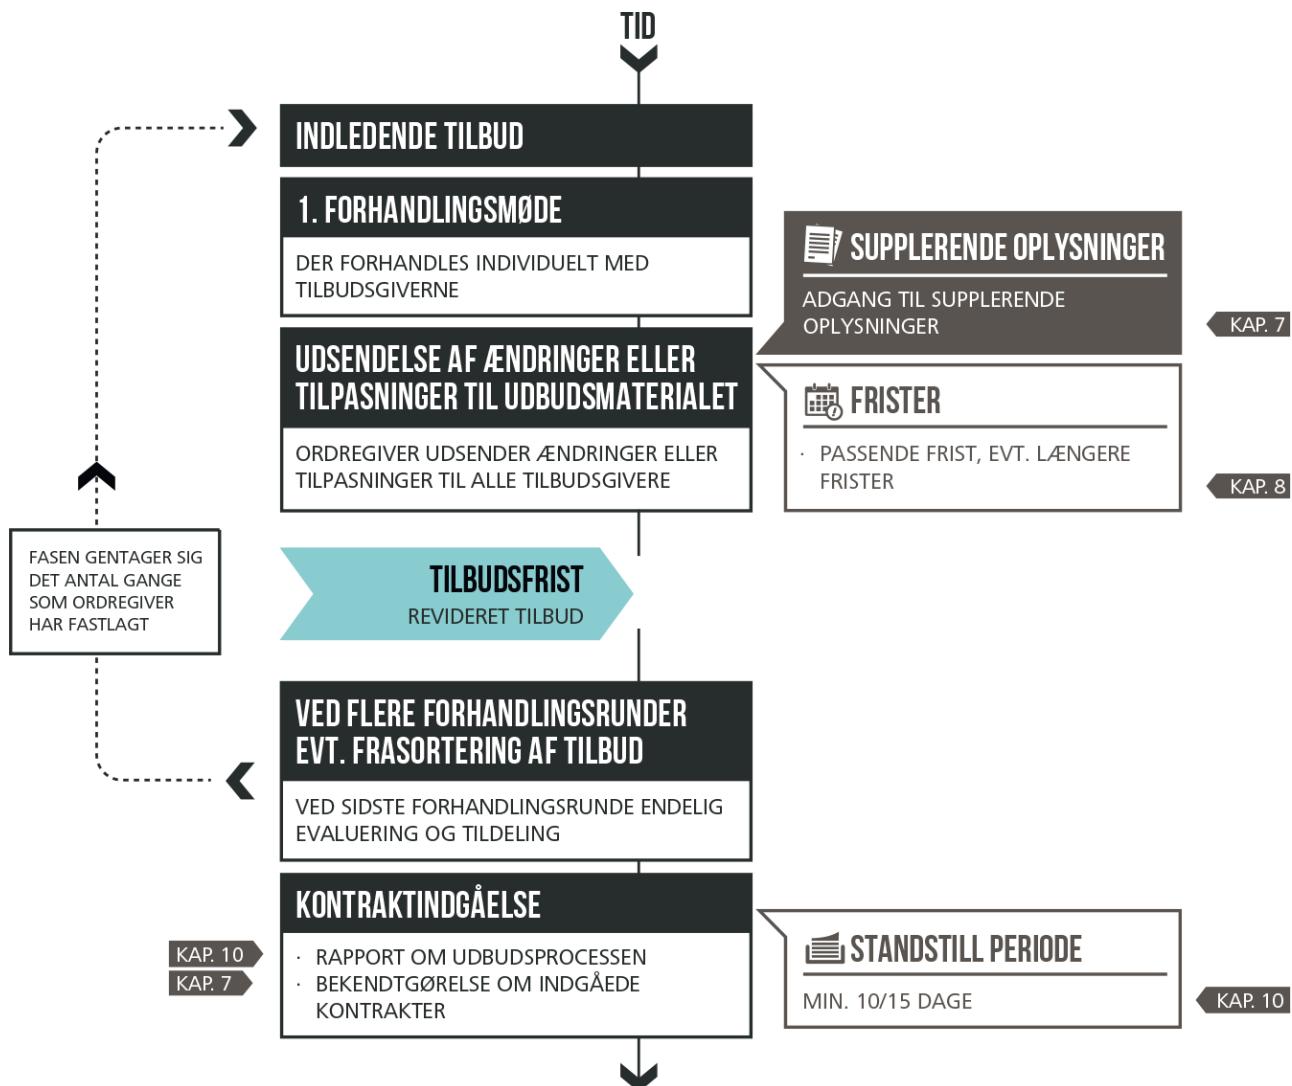 TID
INDLEDENDE TILBUD
1. FORHANDLINGSMØDE
DER FORHANDLES INDIVIDUELT MED
TILBUDSGIVERNE
SUPPLERENDE OPLYSNINGER
ADGANG TIL SUPPLERENDE
OPLYSNINGER
KAP. 7
UDSENDELSE AF ÆNDRINGER ELLER
TILPASNINGER TIL UDBUDSMATERIALET
ORDREGIVER UDSENDER ÆNDRINGER ELLER
TILPASNINGER TIL ALLE TILBUDSGIVERE
FRISTER
· PASSENDE FRIST, EVT. LÆNGERE
FRISTER
KAP. 8
FASEN GENTAGER SIG
DET ANTAL GANGE
SOM ORDREGIVER
HAR FASTLAGT
TILBUDSFRIST
REVIDERET TILBUD
VED FLERE FORHANDLINGSRUNDER
EVT. FRASORTERING AF TILBUD
VED SIDSTE FORHANDLINGSRUNDE ENDELIG
EVALUERING OG TILDELING
KONTRAKTINDGÅELSE
KAP. 10
KAP. 7
· RAPPORT OM UDBUDSPROCESSEN
· BEKENDTGØRELSE OM INDGÅEDE
KONTRAKTER
STANDSTILL PERIODE
MIN. 10/15 DAGE
KAP. 10